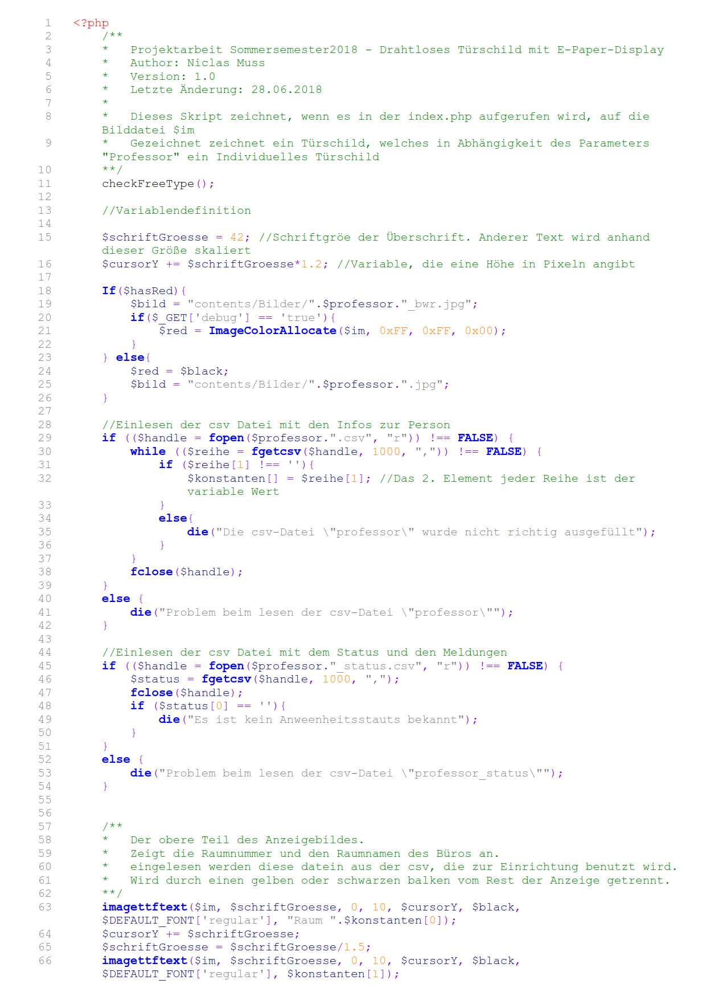 1 <?php
2 /**
3 * Projektarbeit Sommersemester2018 - Drahtloses Türschild mit E-Paper-Display
4 * Author: Niclas Muss
5 * Version: 1.0
6 * Letzte Änderung: 28.06.2018
7 *
8 * Dieses Skript zeichnet, wenn es in der index.php aufgerufen wird, auf die
Bilddatei $im
9 * Gezeichnet zeichnet ein Türschild, welches in Abhängigkeit des Parameters
"Professor" ein Individuelles Türschild
10 **/
11 checkFreeType();
12
13 //Variablendefinition
14
15 $schriftGroesse = 42; //Schriftgröe der Überschrift. Anderer Text wird anhand
dieser Größe skaliert
16 $cursorY += $schriftGroesse*1.2; //Variable, die eine Höhe in Pixeln angibt
17
18 If($hasRed){
19 $bild = "contents/Bilder/".$professor."_bwr.jpg";
20 if($_GET['debug'] == 'true'){
21 $red = ImageColorAllocate($im, 0xFF, 0xFF, 0x00);
22 }
23 } else{
24 $red = $black;
25 $bild = "contents/Bilder/".$professor.".jpg";
26 }
27
28 //Einlesen der csv Datei mit den Infos zur Person
29 if (($handle = fopen($professor.".csv", "r")) !== FALSE) {
30 while (($reihe = fgetcsv($handle, 1000, ",")) !== FALSE) {
31 if ($reihe[1] !== ''){
32 $konstanten[] = $reihe[1]; //Das 2. Element jeder Reihe ist der
variable Wert
33 }
34 else{
35 die("Die csv-Datei \"professor\" wurde nicht richtig ausgefüllt");
36 }
37 }
38 fclose($handle);
39 }
40 else {
41 die("Problem beim lesen der csv-Datei \"professor\"");
42 }
43
44 //Einlesen der csv Datei mit dem Status und den Meldungen
45 if (($handle = fopen($professor."_status.csv", "r")) !== FALSE) {
46 $status = fgetcsv($handle, 1000, ",");
47 fclose($handle);
48 if ($status[0] == ''){
49 die("Es ist kein Anweenheitsstauts bekannt");
50 }
51 }
52 else {
53 die("Problem beim lesen der csv-Datei \"professor_status\"");
54 }
55
56
57 /**
58 * Der obere Teil des Anzeigebildes.
59 * Zeigt die Raumnummer und den Raumnamen des Büros an.
60 * eingelesen werden diese datein aus der csv, die zur Einrichtung benutzt wird.
61 * Wird durch einen gelben oder schwarzen balken vom Rest der Anzeige getrennt.
62 **/
63 imagettftext($im, $schriftGroesse, 0, 10, $cursorY, $black,
$DEFAULT_FONT['regular'], "Raum ".$konstanten[0]);
64 $cursorY += $schriftGroesse;
65 $schriftGroesse = $schriftGroesse/1.5;
66 imagettftext($im, $schriftGroesse, 0, 10, $cursorY, $black,
$DEFAULT_FONT['regular'], $konstanten[1]);